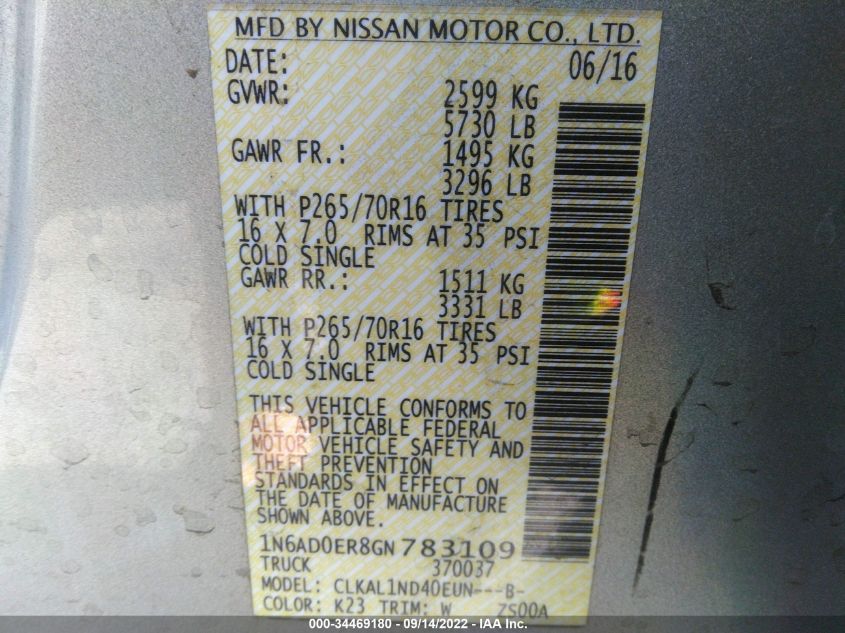 MFD BY NISSAN MOTOR CO., LTD.
DATE: 06/16
GVWR: 2599 KG
5730 LB
GAWR FR.: 1495 KG
3296 LB
WITH P265/70R16 TIRES
16 X 7.0 RIMS AT 35 PSI
COLD SINGLE
GAWR RR.: 1511 KG
3331 LB
WITH P265/70R16 TIRES
16 X 7.0 RIMS AT 35 PSI
COLD SINGLE
THIS VEHICLE CONFORMS TO
ALL APPLICABLE FEDERAL
MOTOR VEHICLE SAFETY AND
THEFT PREVENTION
STANDARDS IN EFFECT ON
THE DATE OF MANUFACTURE
SHOWN ABOVE.
1N6AD0ER8GN 783109
TRUCK 370037
MODEL: CLKAL1ND40EUN---B-
COLOR: K23 TRIM: W ZS00A
000-34469180 - 09/14/2022 - IAA Inc.